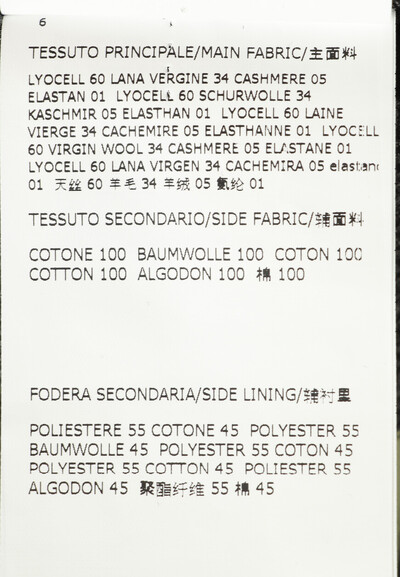 6
TESSUTO PRINCIPALE/MAIN FABRIC/主面料
LYOCELL 60 LANA VERGINE 34 CASHMERE 05
ELASTAN 01 LYOCELL 60 SCHURWOLLE 34
KASCHMIR 05 ELASTHAN 01 LYOCELL 60 LAINE
VIERGE 34 CACHEMIRE 05 ELASTHANNE 01 LYOCELL
60 VIRGIN WOOL 34 CASHMERE 05 ELASTANE 01
LYOCELL 60 LANA VIRGEN 34 CACHEMIRA 05 elastan
01 天丝 60 羊毛 34 羊绒 05 氨纶 01
TESSUTO SECONDARIO/SIDE FABRIC/辅面料
COTONE 100 BAUMWOLLE 100 COTON 100
COTTON 100 ALGODON 100 棉 100
FODERA SECONDARIA/SIDE LINING/辅衬里
POLIESTERE 55 COTONE 45 POLYESTER 55
BAUMWOLLE 45 POLYESTER 55 COTON 45
POLYESTER 55 COTTON 45 POLIESTER 55
ALGODON 45 聚酯纤维 55 棉 45